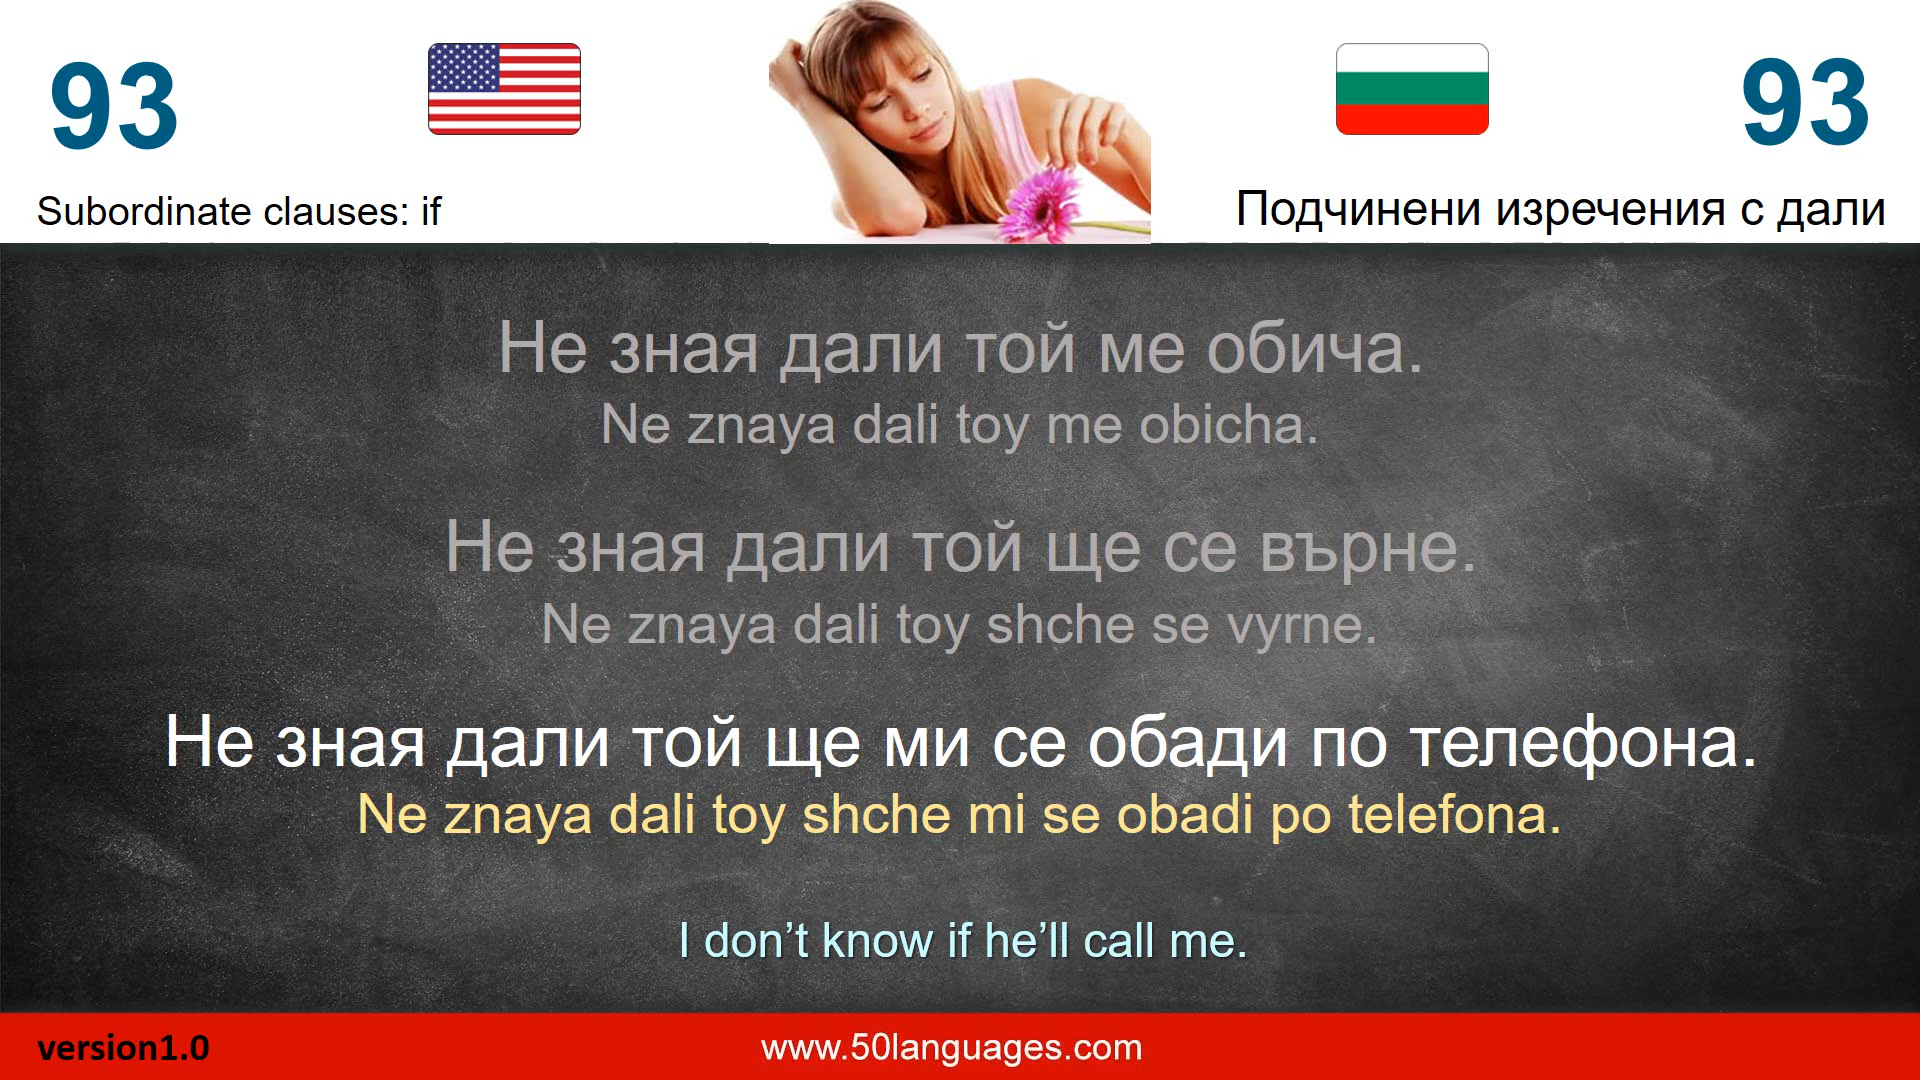 93
93
Subordinate clauses: if
Подчинени изречения с дали
Не зная дали той ме обича.
Ne znaya dali toy me obicha.
Не зная дали той ще се върне.
Ne znaya dali toy shche se vyrne.
Не зная дали той ще ми се обади по телефона.
Ne znaya dali toy shche mi se obadi po telefona.
I don’t know if he’ll call me.
version1.0
www.50languages.com